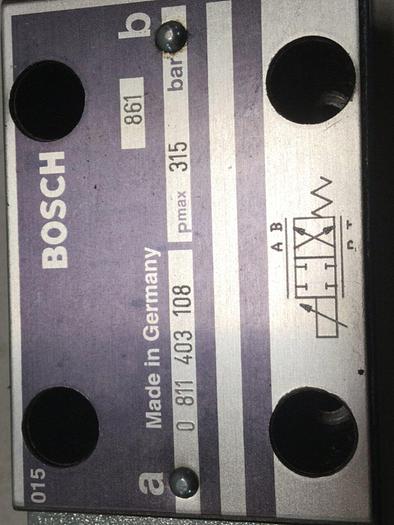 015
BOSCH
861
a Made in Germany b
0 811 403 108 pmax 315 bar
A B
P T